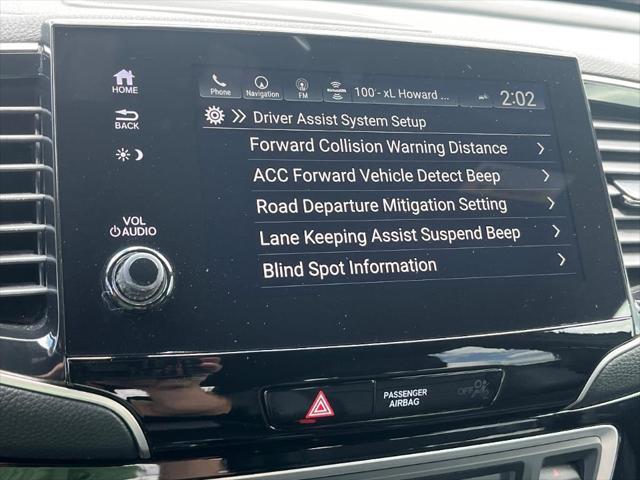 HOME
BACK
VOL
AUDIO
Phone
Navigation
FM
SiriusXM
100 - xL Howard ...
2:02
Driver Assist System Setup
Forward Collision Warning Distance
ACC Forward Vehicle Detect Beep
Road Departure Mitigation Setting
Lane Keeping Assist Suspend Beep
Blind Spot Information
PASSENGER
AIRBAG
OFF